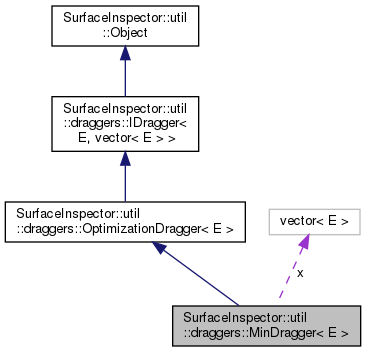 SurfaceInspector::util
::Object
SurfaceInspector::util
::draggers::IDragger<
E, vector< E > >
SurfaceInspector::util
::draggers::OptimizationDragger< E >
vector< E >
x
SurfaceInspector::util
::draggers::MinDragger< E >